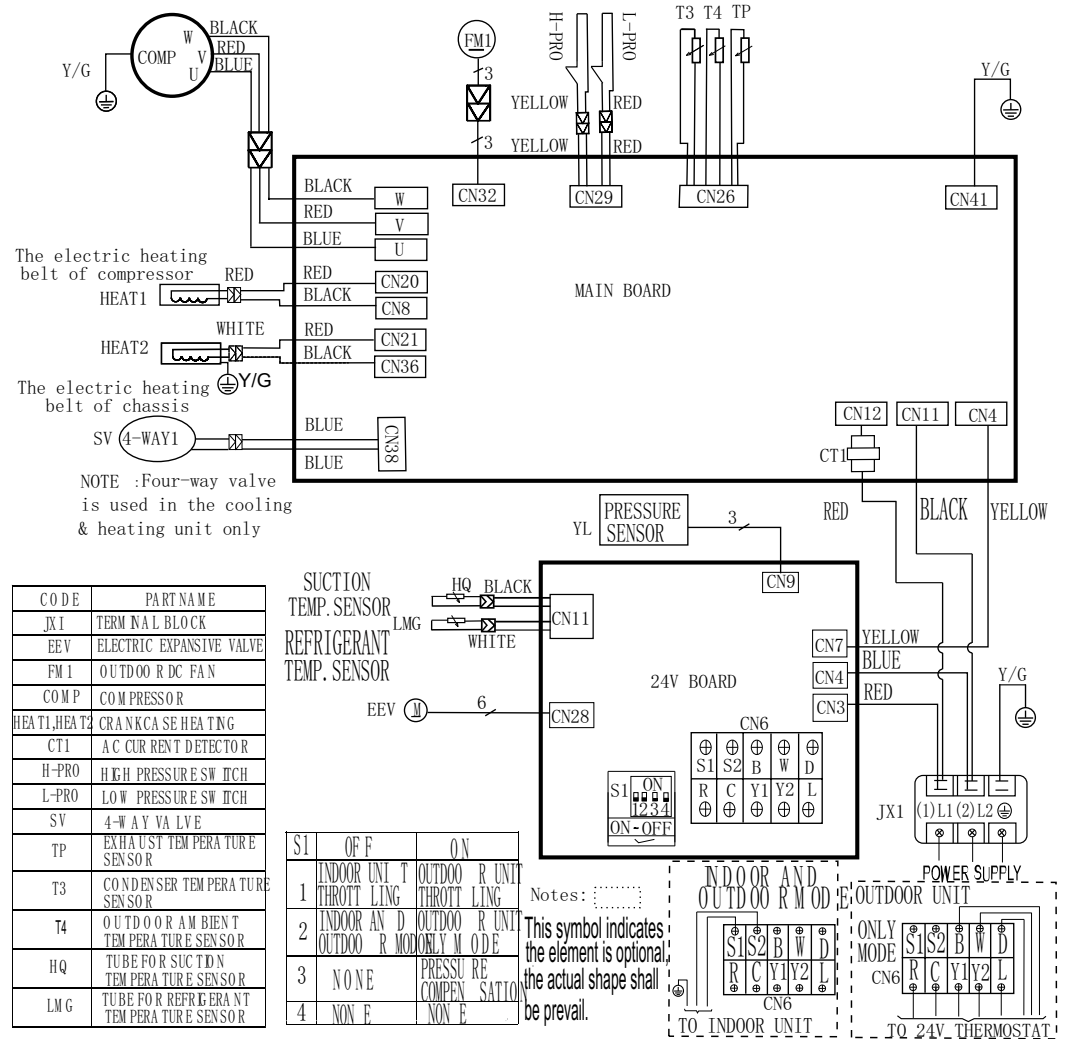 W
V
U
COMP
BLACK
RED
BLUE
Y/G
FM1
3
3
H-PRO
L-PRO
YELLOW
RED
YELLOW
RED
T3 T4 TP
Y/G
BLACK
W
RED
V
BLUE
U
CN32
CN29
CN26
CN41
MAIN BOARD
The electric heating
belt of compressor
HEAT1
RED
RED
CN20
BLACK
CN8
HEAT2
WHITE
RED
CN21
BLACK
CN36
Y/G
The electric heating
belt of chassis
SV
4-WAY1
BLUE
BLUE
CN38
NOTE :Four-way valve
is used in the cooling
& heating unit only
CN12
CN11
CN4
CT1
RED
BLACK
YELLOW
YL
PRESSURE
SENSOR
3
CN9
SUCTION
TEMP.SENSOR
HQ
BLACK
LMG
WHITE
CN11
REFRIGERANT
TEMP.SENSOR
EEV
M
6
CN28
24V BOARD
CN7
YELLOW
CN4
BLUE
CN3
RED
Y/G
CN6
S1 S2 B W D
R C Y1 Y2 L
S1
ON
1234
ON-OFF
JX1
(1)L1 (2)L2
POWER SUPPLY
CODE PARTNAME
JX1 TERMINAL BLOCK
EEV ELECTRIC EXPANSIVE VALVE
FM1 OUTDOOR DC FAN
COMP COMPRESSOR
HEAT1,HEAT2 CRANKCASE HEATING
CT1 AC CURRENT DETECTOR
H-PRO HIGH PRESSURE SWITCH
L-PRO LOW PRESSURE SWITCH
SV 4-WAY VALVE
TP EXHAUST TEMPERATURE
SENSOR
T3 CONDENSER TEMPERATURE
SENSOR
T4 OUTDOOR AMBIENT
TEMPERATURE SENSOR
HQ TUBE FOR SUCTION
TEMPERATURE SENSOR
LMG TUBE FOR REFRIGERANT
TEMPERATURE SENSOR
S1 OFF ON
1 INDOOR UNIT THROTTLING OUTDOOR UNIT THROTTLING
2 INDOOR AND OUTDOOR MODE OUTDOOR UNIT ONLY MODE
3 NONE PRESSURE COMPENSATION
4 NONE NONE
Notes:
This symbol indicates
the element is optional,
the actual shape shall
be prevail.
INDOOR AND
OUTDOOR MODE
S1 S2 B W D
R C Y1 Y2 L
CN6
TO INDOOR UNIT
OUTDOOR UNIT
ONLY
MODE
CN6
S1 S2 B W D
R C Y1 Y2 L
TO 24V THERMOSTAT